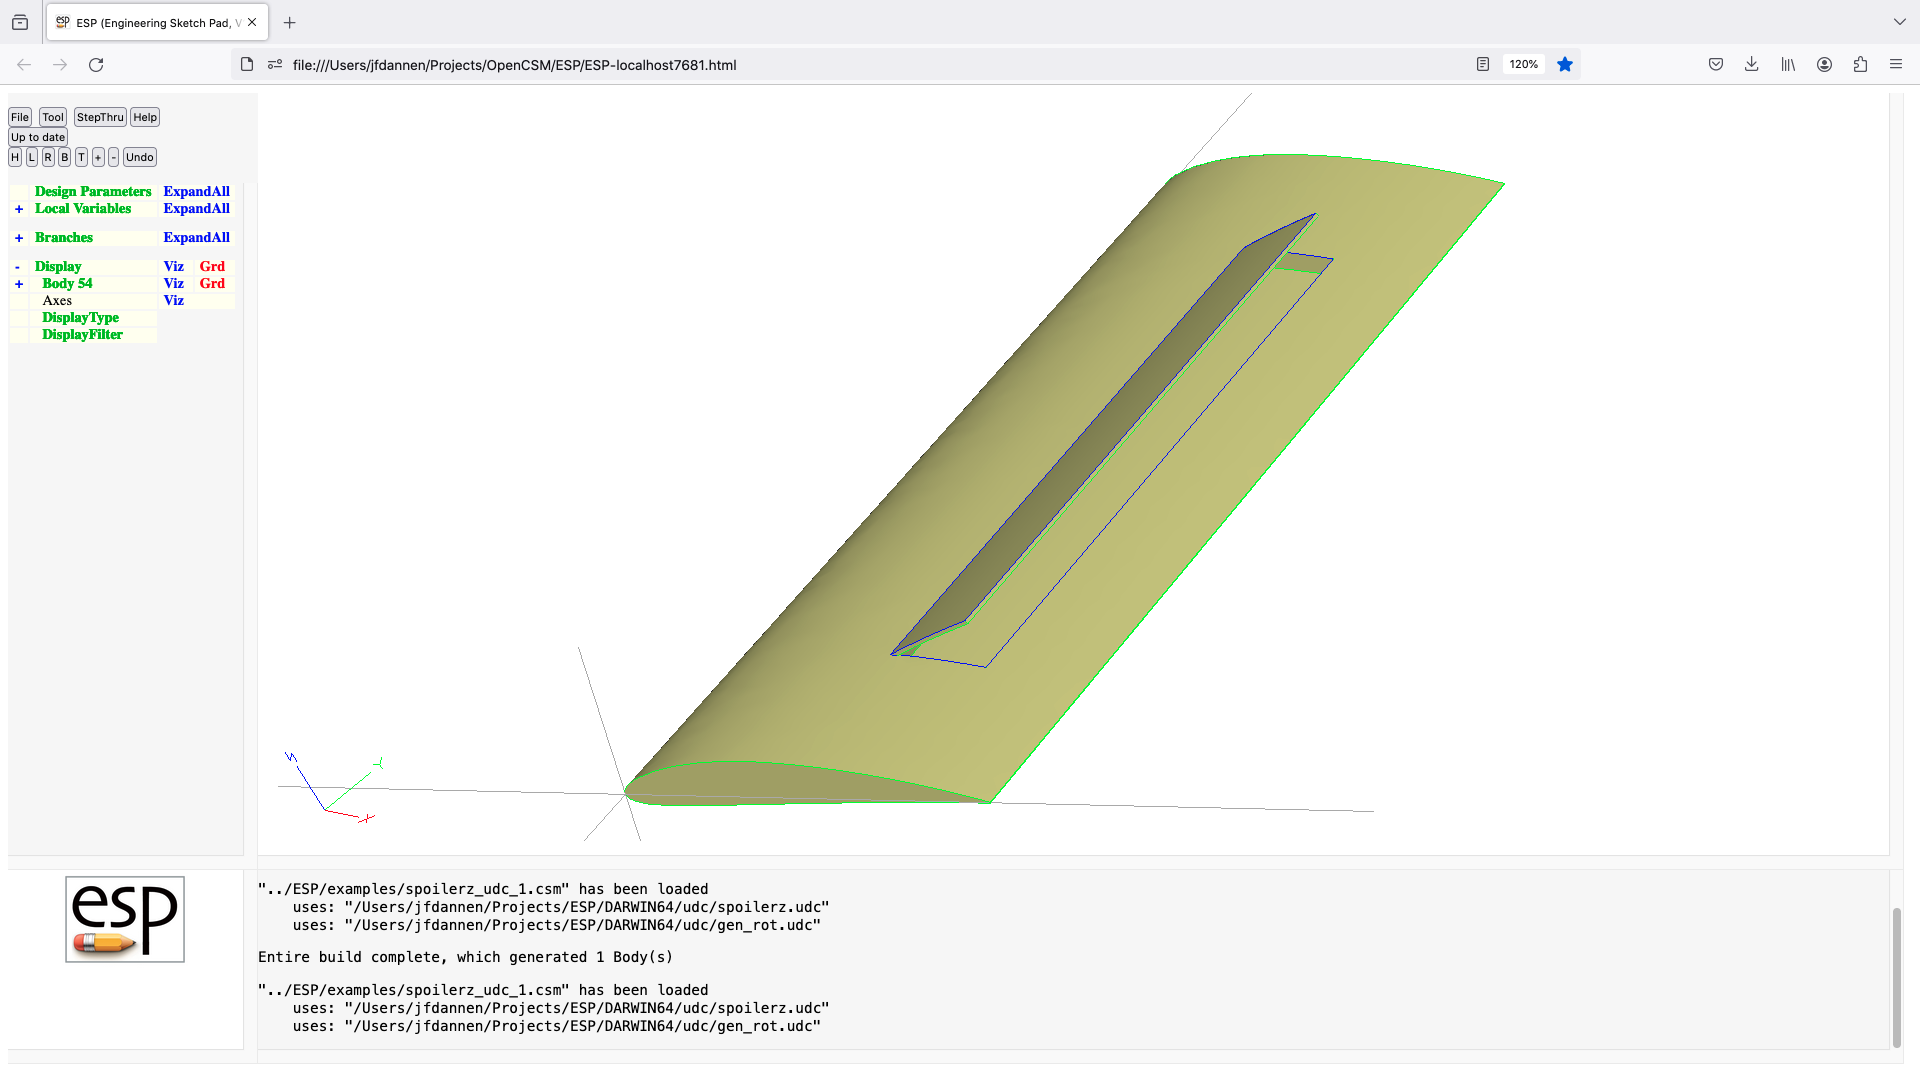 esp ESP (Engineering Sketch Pad, V
file:///Users/jfdannen/Projects/OpenCSM/ESP/ESP-localhost7681.html
120%
File Tool StepThru Help
Up to date
H L R B T + - Undo
Design Parameters ExpandAll
+ Local Variables ExpandAll
+ Branches ExpandAll
- Display Viz Grd
+ Body 54 Viz Grd
Axes Viz
DisplayType
DisplayFilter
Z Y
X
esp
"../ESP/examples/spoilerz_udc_1.csm" has been loaded
uses: "/Users/jfdannen/Projects/ESP/DARWIN64/udc/spoilerz.udc"
uses: "/Users/jfdannen/Projects/ESP/DARWIN64/udc/gen_rot.udc"
Entire build complete, which generated 1 Body(s)
"../ESP/examples/spoilerz_udc_1.csm" has been loaded
uses: "/Users/jfdannen/Projects/ESP/DARWIN64/udc/spoilerz.udc"
uses: "/Users/jfdannen/Projects/ESP/DARWIN64/udc/gen_rot.udc"